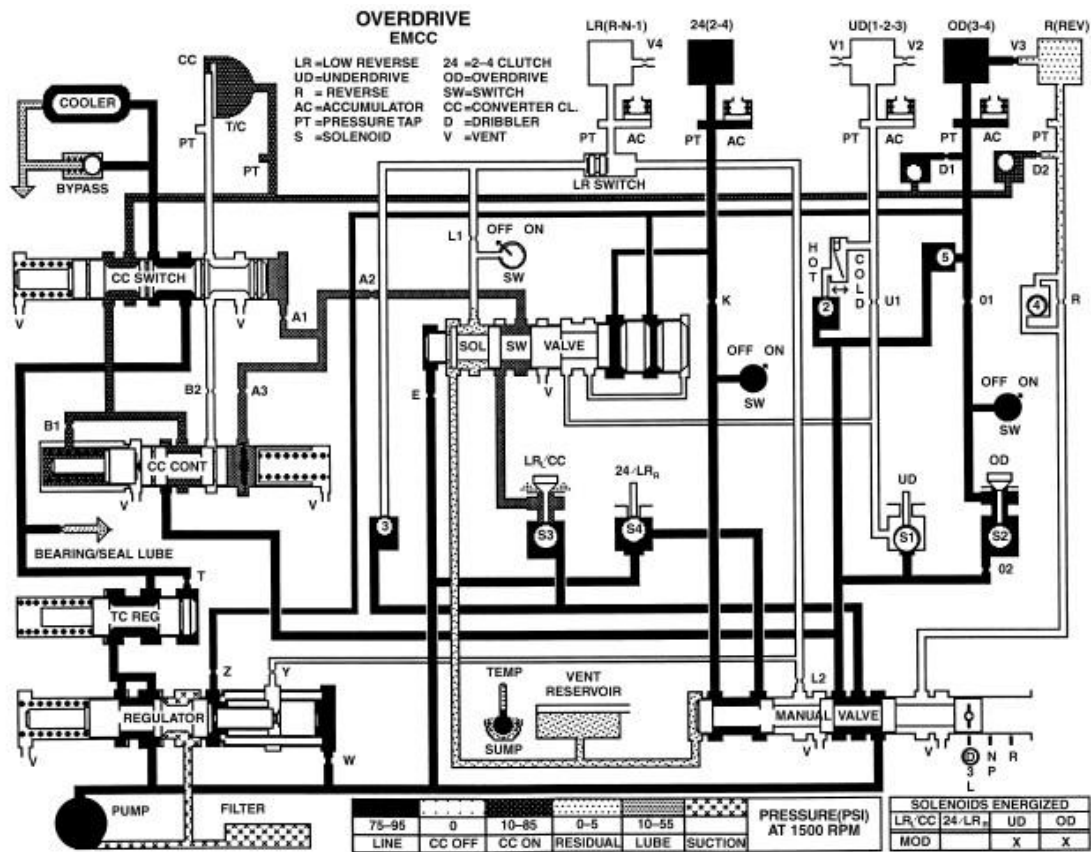 OVERDRIVE
EMCC
LR =LOW REVERSE 24 =2–4 CLUTCH
UD=UNDERDRIVE OD=OVERDRIVE
R = REVERSE SW=SWITCH
AC=ACCUMULATOR CC=CONVERTER CL.
PT =PRESSURE TAP D =DRIBBLER
S =SOLENOID V =VENT
LR(R-N-1)
24(2-4)
UD(1-2-3)
OD(3-4)
R(REV)
V4
V1
V2
V3
CC
COOLER
T/C
PT
PT
BYPASS
PT
AC
PT
AC
PT
AC
PT
AC
PT
D1
D2
LR SWITCH
L1
OFF ON
SW
HOT
COLD
2
5
4
CC SWITCH
V
V
A1
A2
K
U1
01
R
SOL
SW
VALVE
V
E
OFF ON
SW
OFF ON
SW
B2
A3
B1
CC CONT
V
V
LR/CC
24/LR
UD
OD
3
S3
S4
S1
S2
02
BEARING/SEAL LUBE
T
TC REG
Z
Y
TEMP
SUMP
VENT
RESERVOIR
L2
REGULATOR
V
W
MANUAL
VALVE
V
V
D
N
R
3
P
L
PUMP
FILTER
75–95 0 10–85 0–5 10–55
LINE CC OFF CC ON RESIDUAL LUBE SUCTION
PRESSURE(PSI)
AT 1500 RPM
SOLENOIDS ENERGIZED
LR/CC 24/LR UD OD
MOD X X